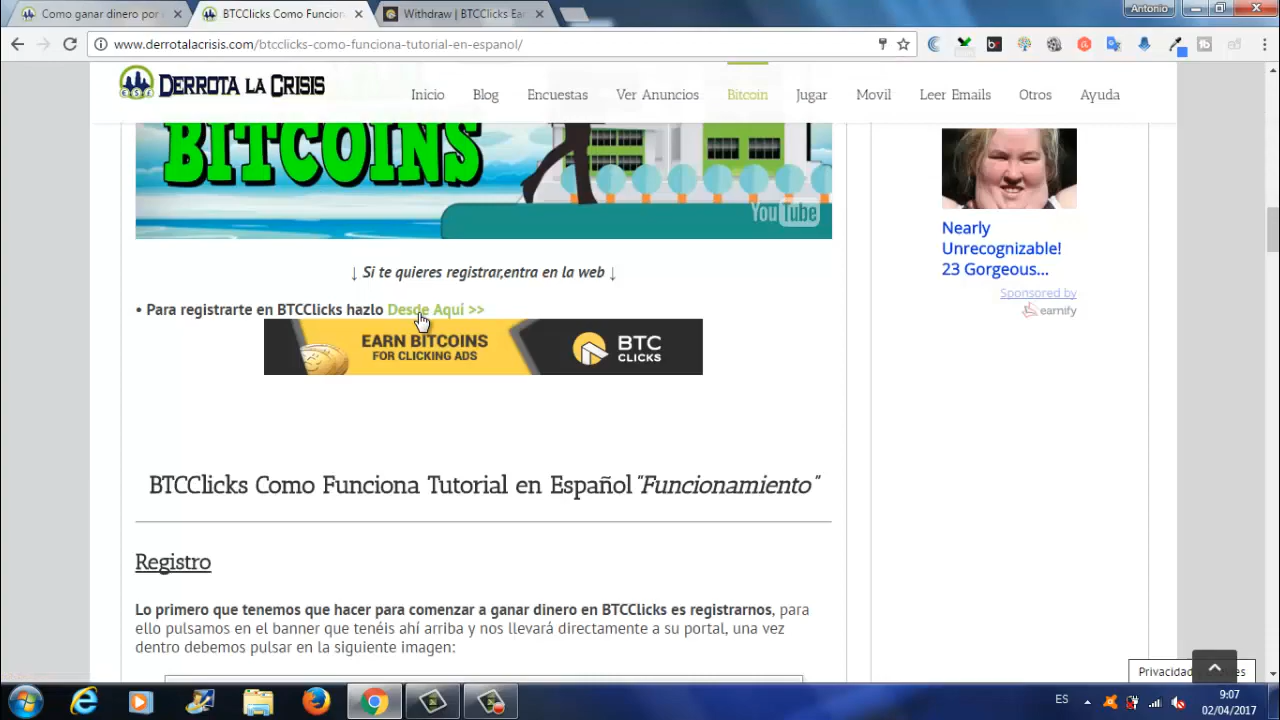 Como ganar dinero por
BTCClicks Como Funcion
Withdraw | BTCClicks Ea
Antonio
www.derrotalacrisis.com/btcclicks-como-funciona-tutorial-en-espanol/
DERROTA LA CRISIS
Inicio
Blog
Encuestas
Ver Anuncios
Bitcoin
Jugar
Movil
Leer Emails
Otros
Ayuda
BITCOINS
YouTube
↓ Si te quieres registrar,entra en la web ↓
• Para registrarte en BTCClicks hazlo Desde Aquí >>
EARN BITCOINS
FOR CLICKING ADS
BTC
CLICKS
Nearly
Unrecognizable!
23 Gorgeous...
Sponsored by
earnify
BTCClicks Como Funciona Tutorial en Español "Funcionamiento"
Registro
Lo primero que tenemos que hacer para comenzar a ganar dinero en BTCClicks es registrarnos, para
ello pulsamos en el banner que tenéis ahí arriba y nos llevará directamente a su portal, una vez
dentro debemos pulsar en la siguiente imagen:
ES
9:07
02/04/2017